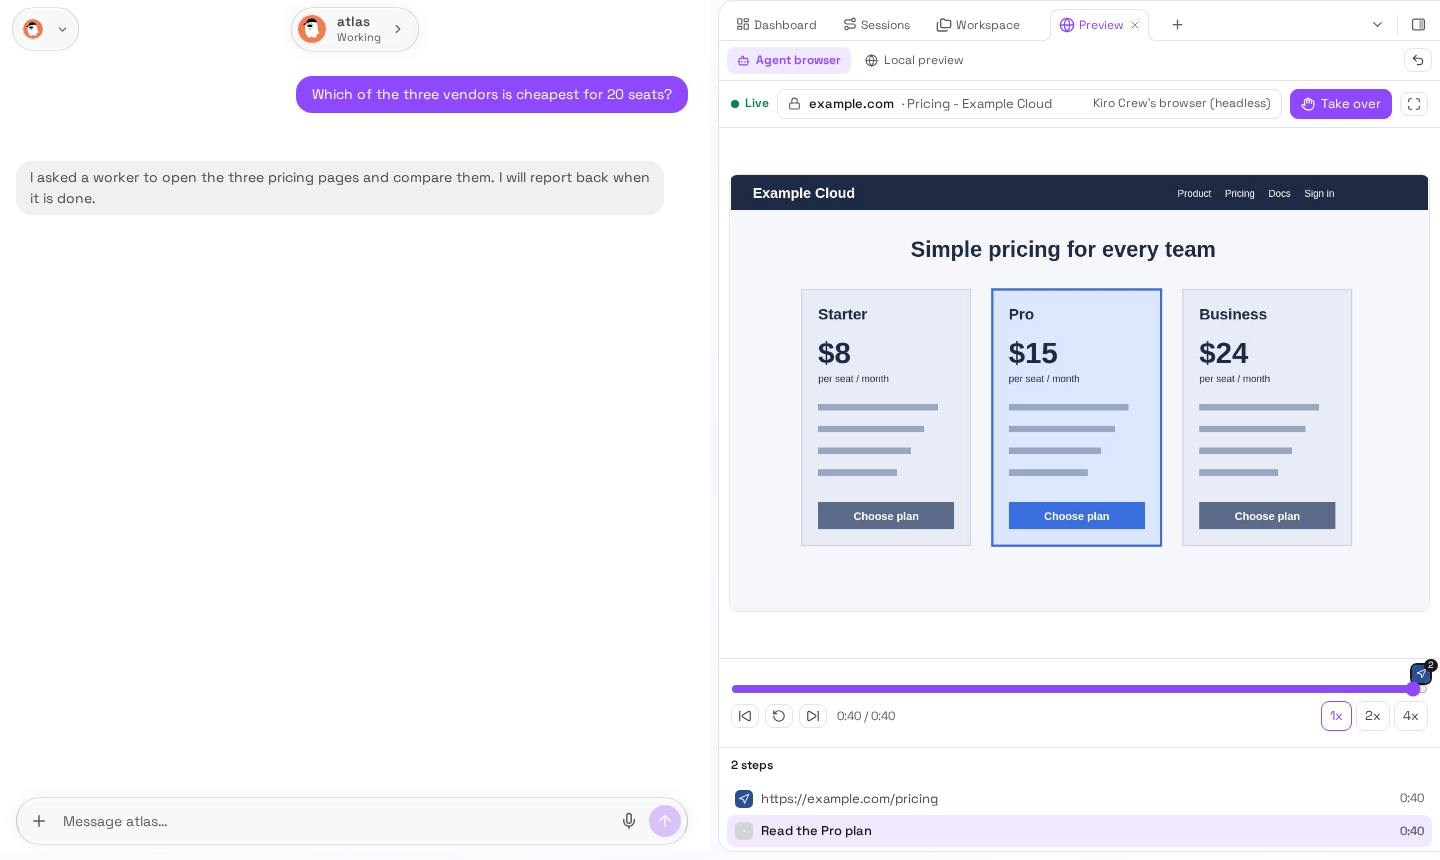 atlas
Working
Which of the three vendors is cheapest for 20 seats?
I asked a worker to open the three pricing pages and compare them. I will report back when
it is done.
Message atlas...
Dashboard
Sessions
Workspace
Preview
Agent browser
Local preview
Live
example.com · Pricing - Example Cloud
Kiro Crew's browser (headless)
Take over
Example Cloud
Product
Pricing
Docs
Sign in
Simple pricing for every team
Starter
$8
per seat / month
Choose plan
Pro
$15
per seat / month
Choose plan
Business
$24
per seat / month
Choose plan
2
0:40 / 0:40
1x
2x
4x
2 steps
https://example.com/pricing
0:40
Read the Pro plan
0:40